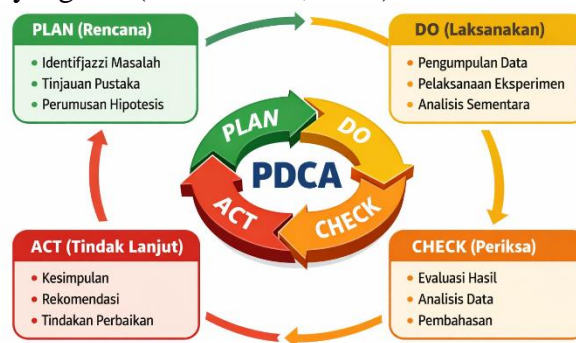 PLAN (Rencana)
• Identifjazzi Masalah
• Tinjauan Pustaka
• Perumusan Hipotesis
DO (Laksanakan)
• Pengumpulan Data
• Pelaksanaan Eksperimen
• Analisis Sementara
PLAN
DO
PDCA
ACT
CHECK
ACT (Tindak Lanjut)
• Kesimpulan
• Rekomendasi
• Tindakan Perbaikan
CHECK (Periksa)
• Evaluasi Hasil
• Analisis Data
• Pembahasan